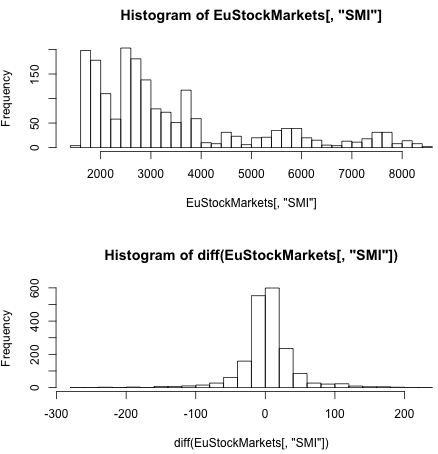 Histogram of EuStockMarkets[, "SMI"]
Frequency
0 50 150
2000 3000 4000 5000 6000 7000 8000
EuStockMarkets[, "SMI"]
Histogram of diff(EuStockMarkets[, "SMI"])
Frequency
0 200 400 600
-300 -200 -100 0 100 200
diff(EuStockMarkets[, "SMI"])